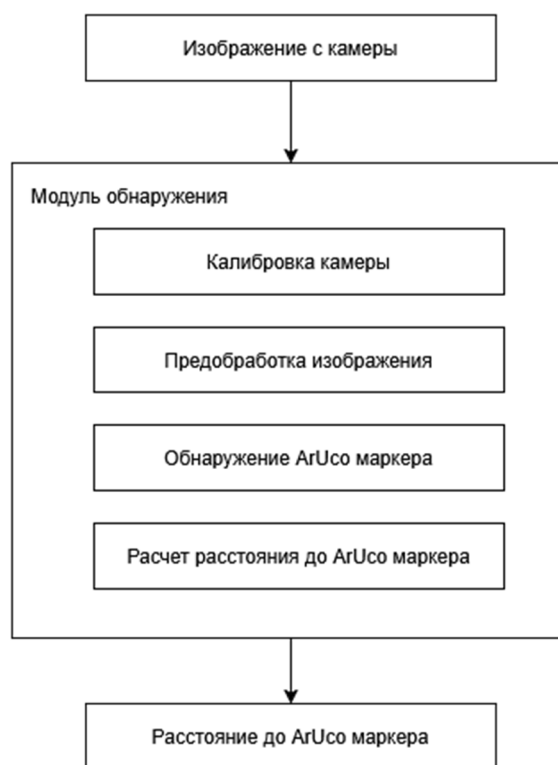 Изображение с камеры
Модуль обнаружения
Калибровка камеры
Предобработка изображения
Обнаружение ArUco маркера
Расчет расстояния до ArUco маркера
Расстояние до ArUco маркера